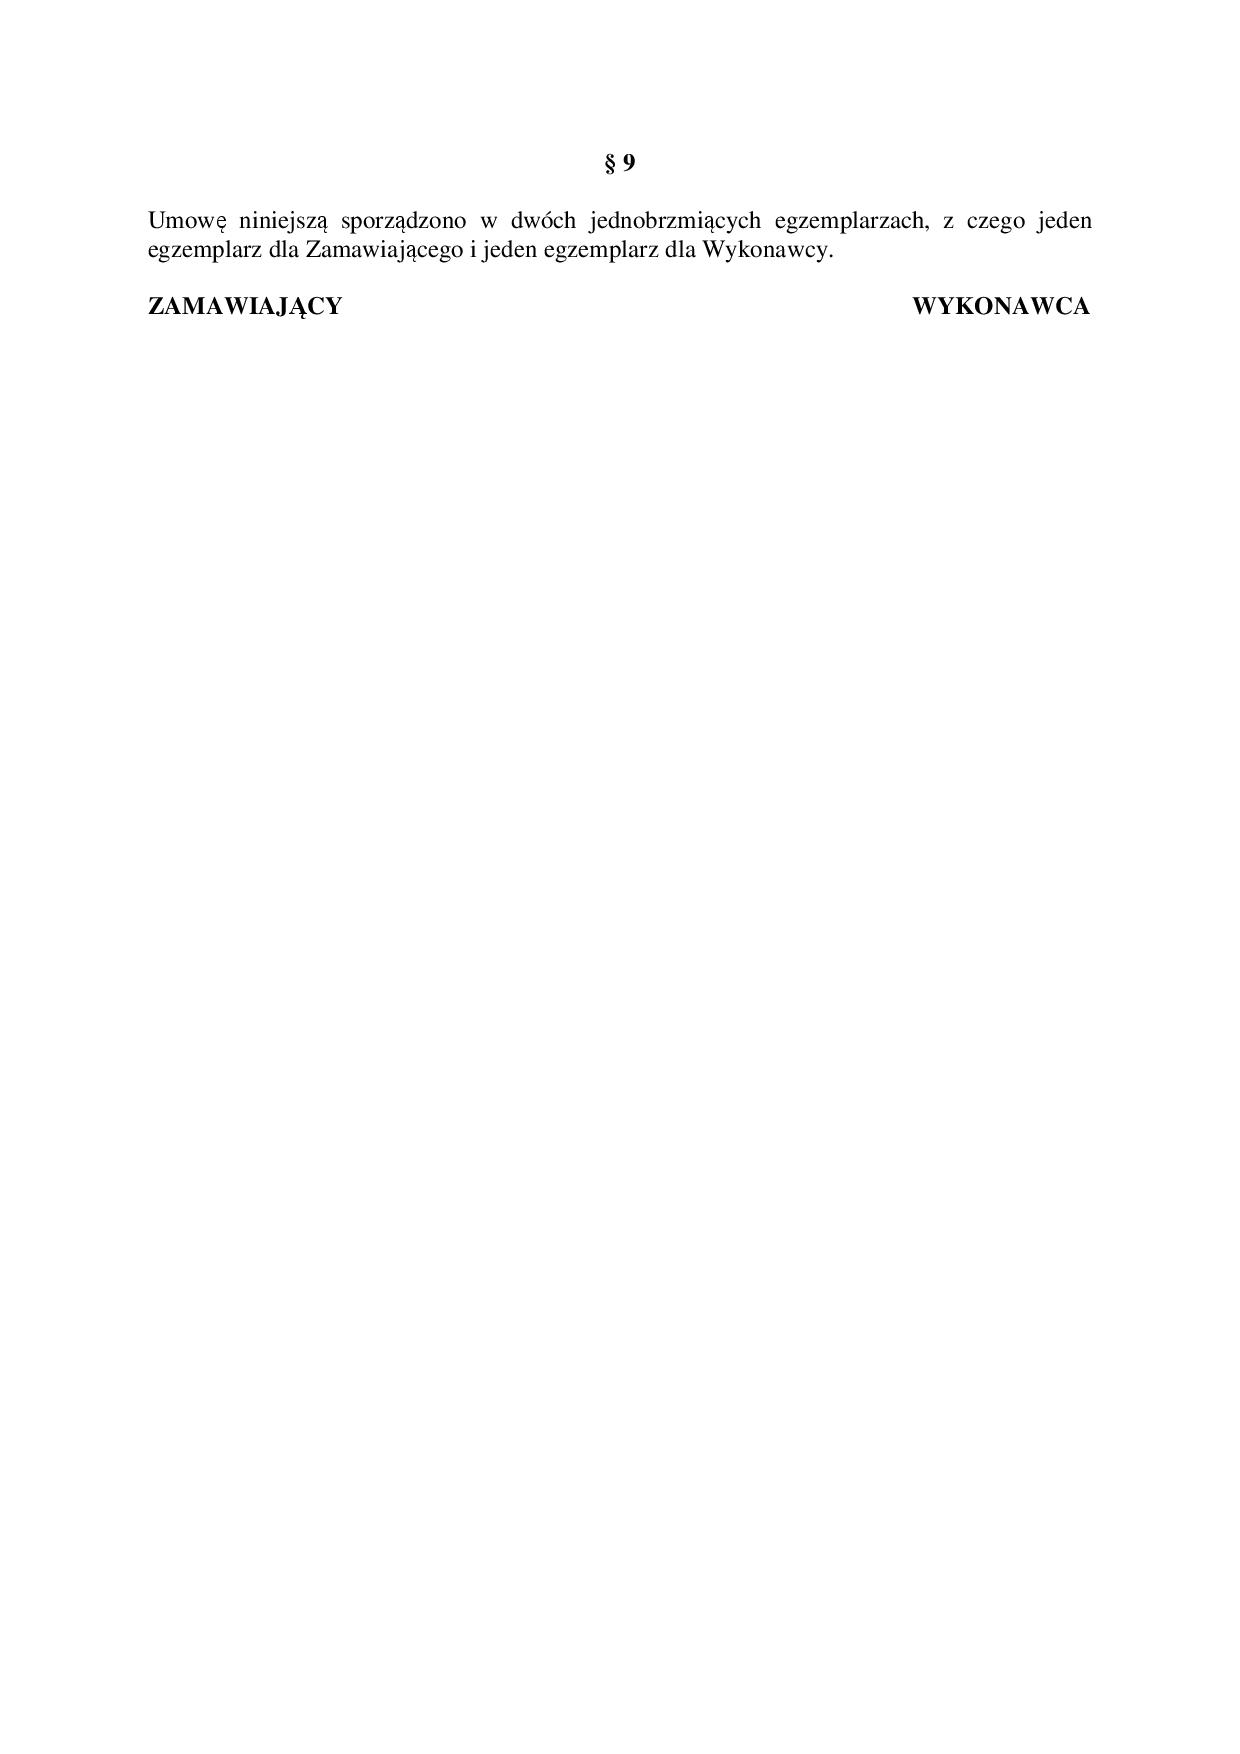 § 9
Umowę niniejszą sporządzono w dwóch jednobrzmiących egzemplarzach, z czego jeden
egzemplarz dla Zamawiającego i jeden egzemplarz dla Wykonawcy.
ZAMAWIAJĄCY WYKONAWCA